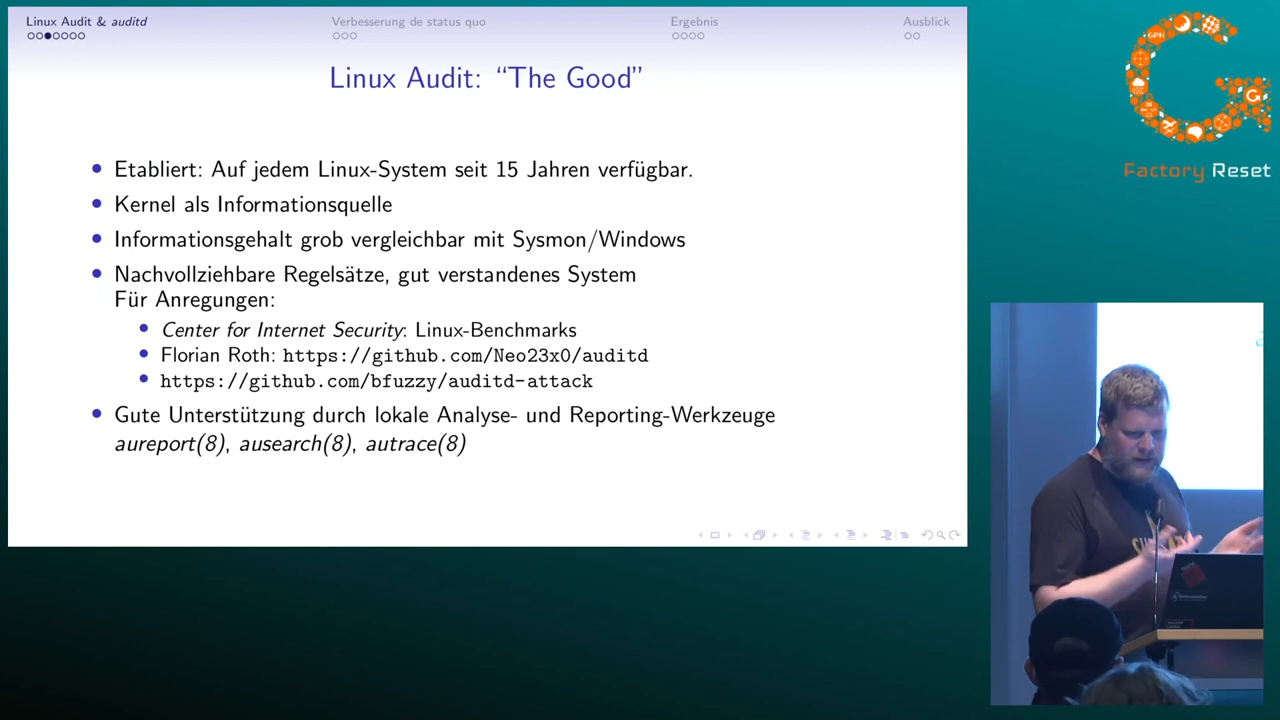 Linux Audit & auditd
Verbesserung de status quo
Ergebnis
Ausblick
Linux Audit: “The Good”
Etabliert: Auf jedem Linux-System seit 15 Jahren verfügbar.
Kernel als Informationsquelle
Informationsgehalt grob vergleichbar mit Sysmon/Windows
Nachvollziehbare Regelsätze, gut verstandenes System
Für Anregungen:
Center for Internet Security: Linux-Benchmarks
Florian Roth: https://github.com/Neo23x0/auditd
https://github.com/bfuzzy/auditd-attack
Gute Unterstützung durch lokale Analyse- und Reporting-Werkzeuge
aureport(8), ausearch(8), autrace(8)
GPN
G
Factory Reset